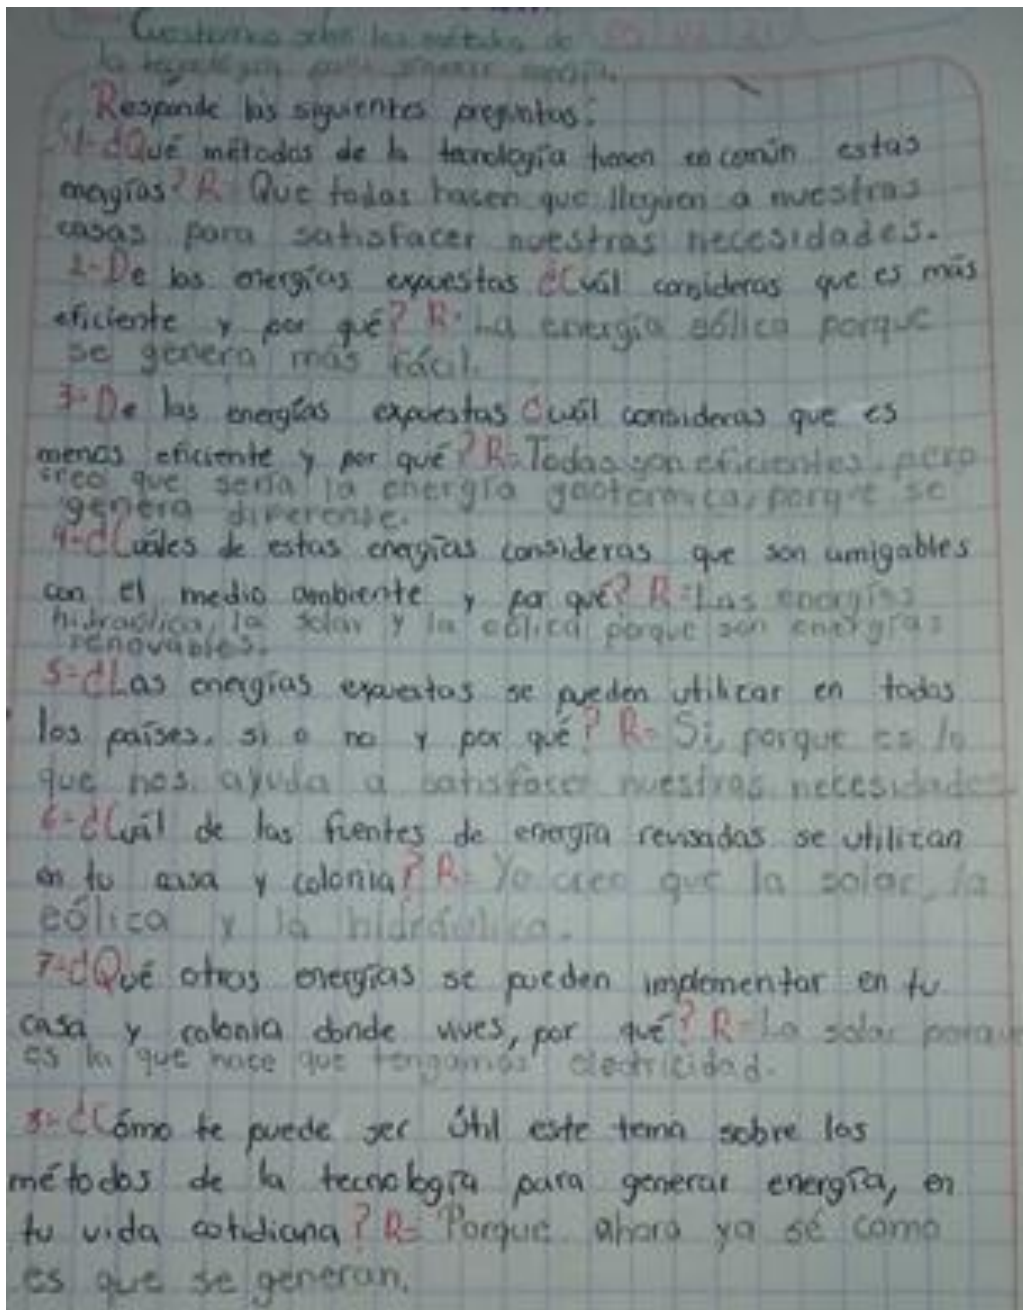 Cuestionario sobre los métodos de
la tecnología para generar energía.
Responde las siguientes preguntas:
1-¿Qué métodos de la tecnología tienen en común estas
energías? R= Que todas hacen que lleguen a nuestras
casas para satisfacer nuestras necesidades.
2-De las energías expuestas ¿Cuál consideras que es más
eficiente y por qué? R= La energía eólica porque
se genera más fácil.
3-De las energías expuestas Cuál consideras que es
menos eficiente y por qué? R= Todas son eficientes, pero
creo que sería la energía geotérmica, porque se
genera diferente.
4-¿Cuáles de estas energías consideras que son amigables
con el medio ambiente y por qué? R= Las energías
hidraúlica, la solar y la eólica porque son energías
renovables.
5-¿Las energías expuestas se pueden utilizar en todos
los países. si o no y por qué? R= Si, porque es lo
que nos ayuda a satisfacer nuestras necesidades
6-¿Cuál de las fuentes de energía revisadas se utilizan
en tu casa y colonia? R= Yo creo que la solar, la
eólica y la hidráulica.
7-¿Qué otras energías se pueden implementar en tu
casa y colonia donde vives, por qué? R= La solar porque
es la que hace que tengamos electricidad.
8-¿Cómo te puede ser útil este tema sobre los
métodos de la tecnología para generar energía, en
tu vida cotidiana? R= Porque ahora ya sé como
es que se generan.